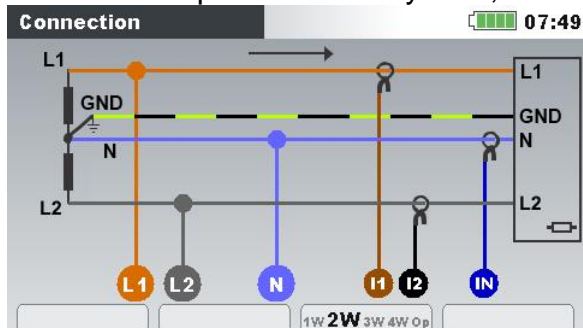 Connection 07:49
L1 L1
GND GND
N N
L2 L2
L1 L2 N I1 I2 IN
1W 2W 3W 4W Op